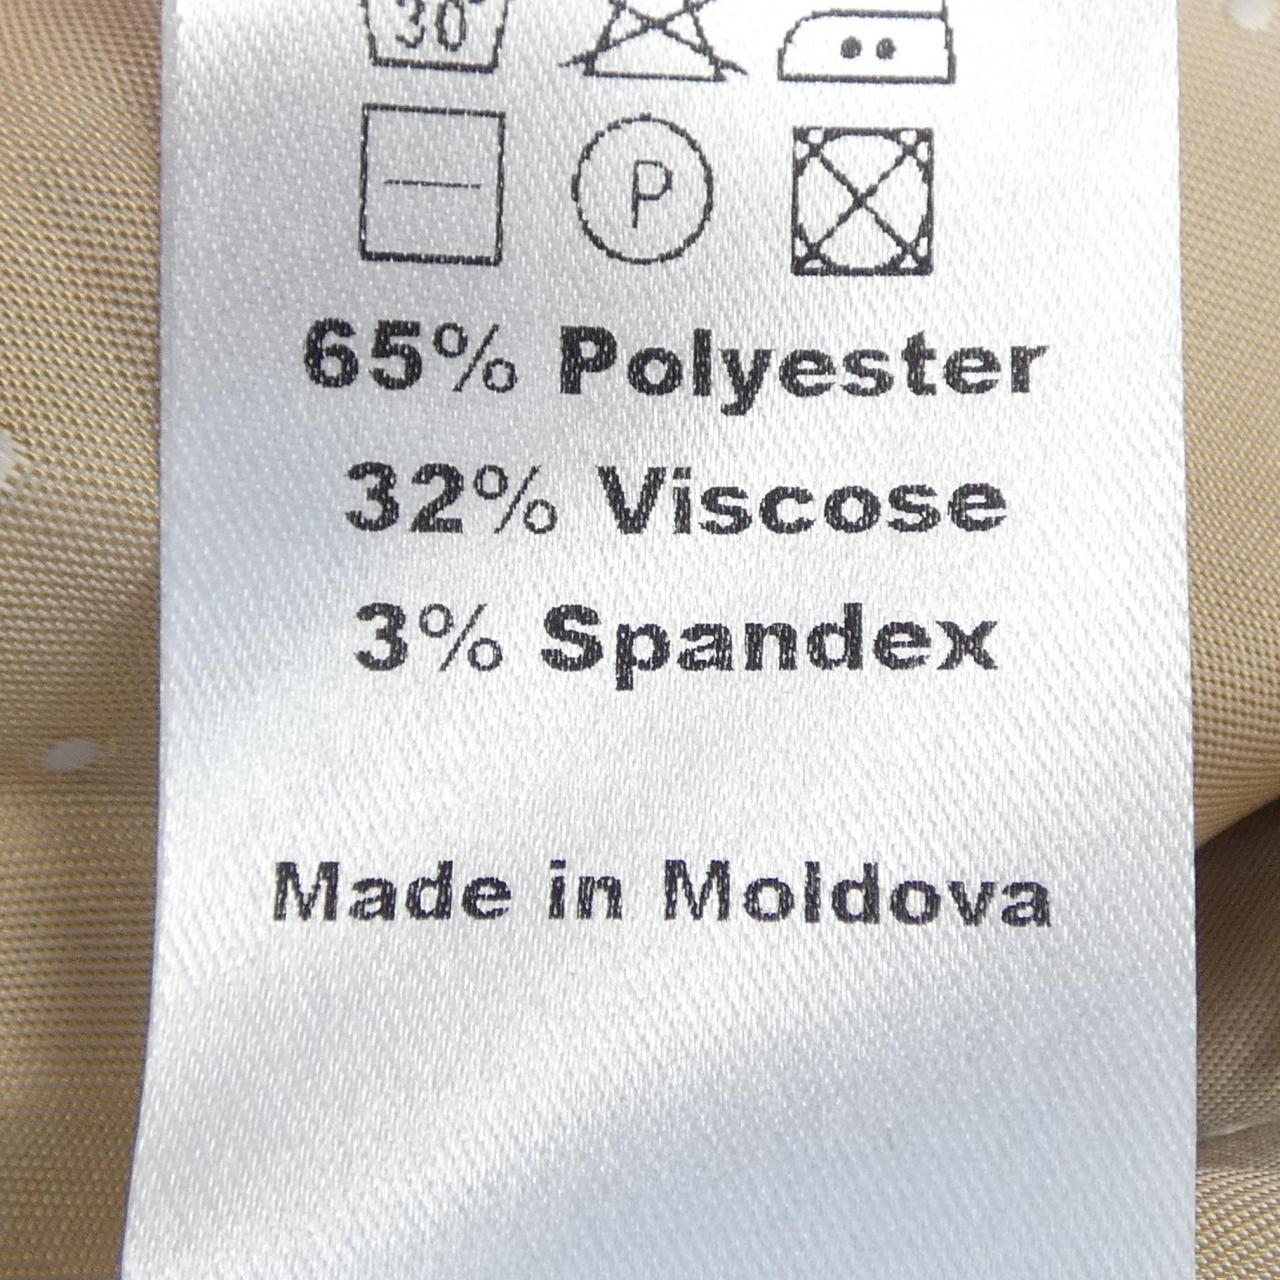 30°
P
65% Polyester
32% Viscose
3% Spandex
Made in Moldova